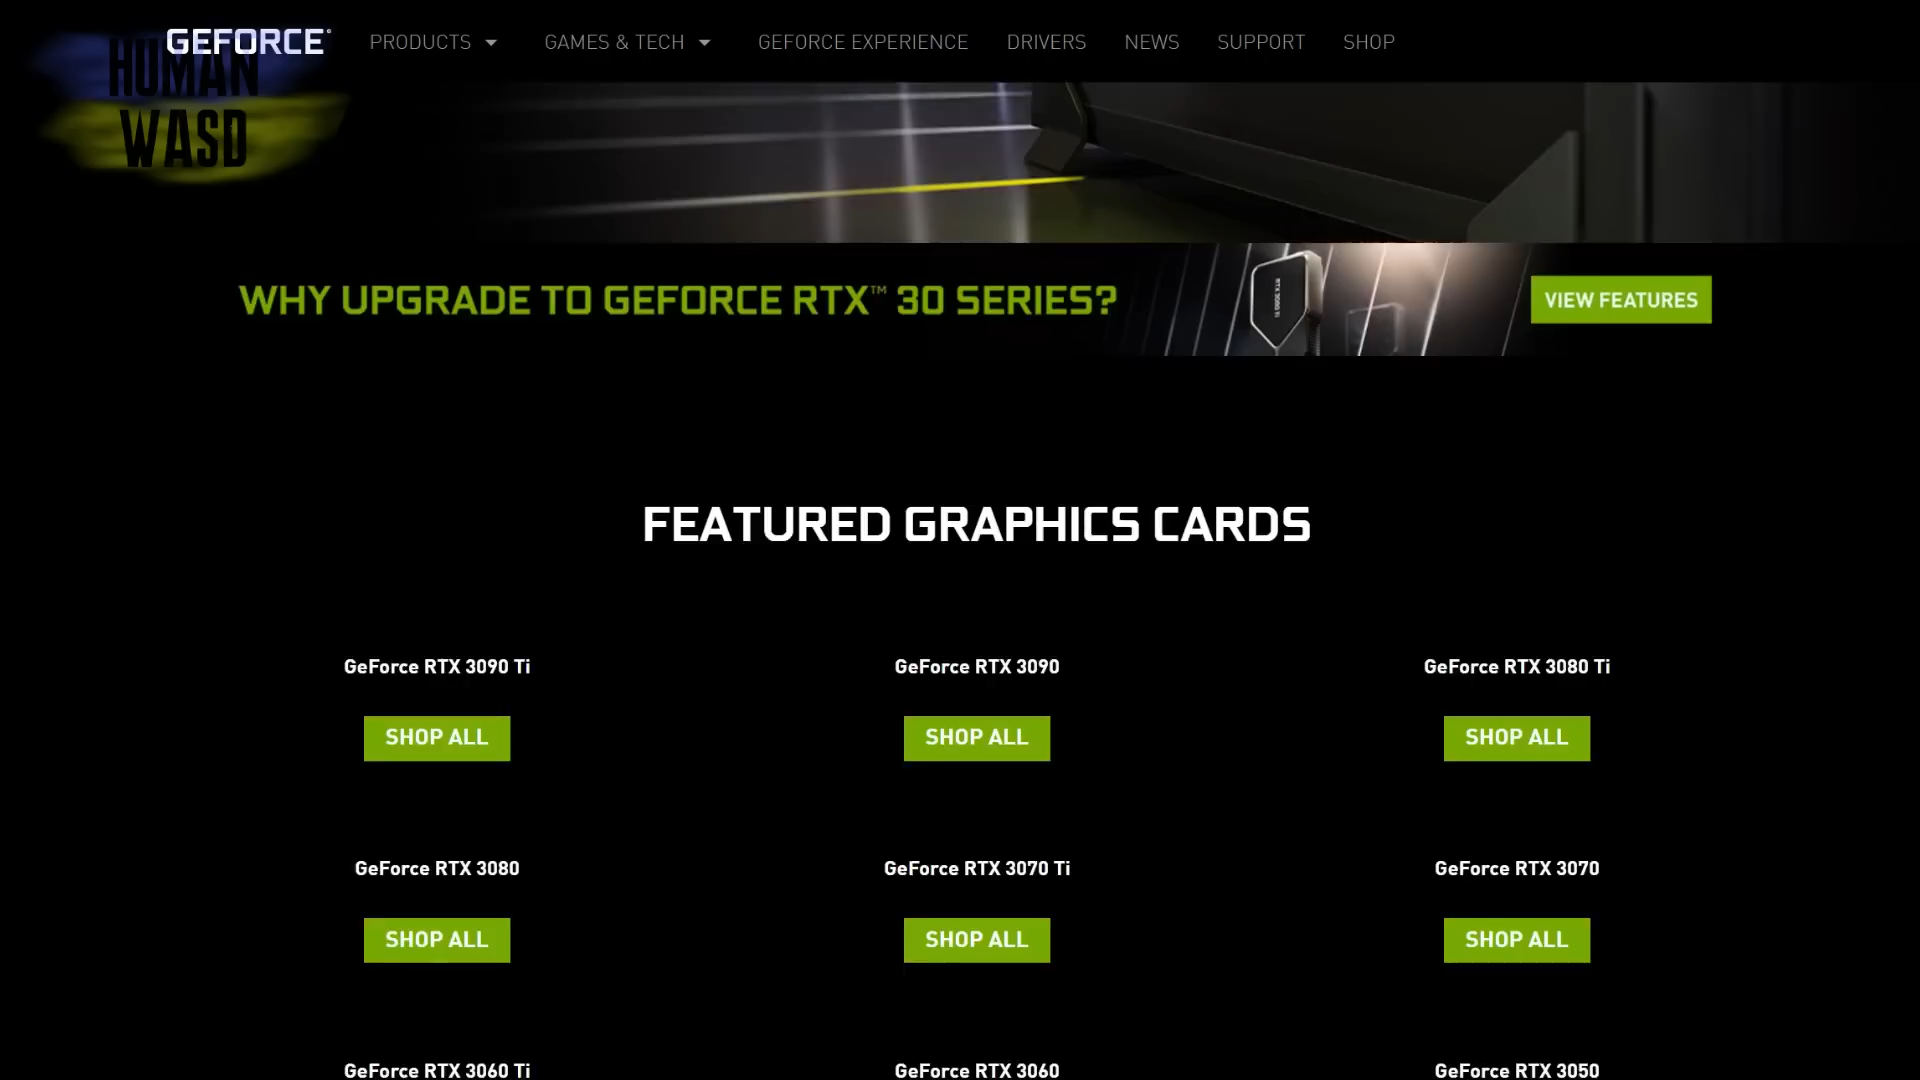 GEFORCE
PRODUCTS
GAMES & TECH
GEFORCE EXPERIENCE
DRIVERS
NEWS
SUPPORT
SHOP
HUMAN
WASD
WHY UPGRADE TO GEFORCE RTX™ 30 SERIES?
RTX 3080 Ti
VIEW FEATURES
FEATURED GRAPHICS CARDS
GeForce RTX 3090 Ti
GeForce RTX 3090
GeForce RTX 3080 Ti
SHOP ALL
SHOP ALL
SHOP ALL
GeForce RTX 3080
GeForce RTX 3070 Ti
GeForce RTX 3070
SHOP ALL
SHOP ALL
SHOP ALL
GeForce RTX 3060 Ti
GeForce RTX 3060
GeForce RTX 3050